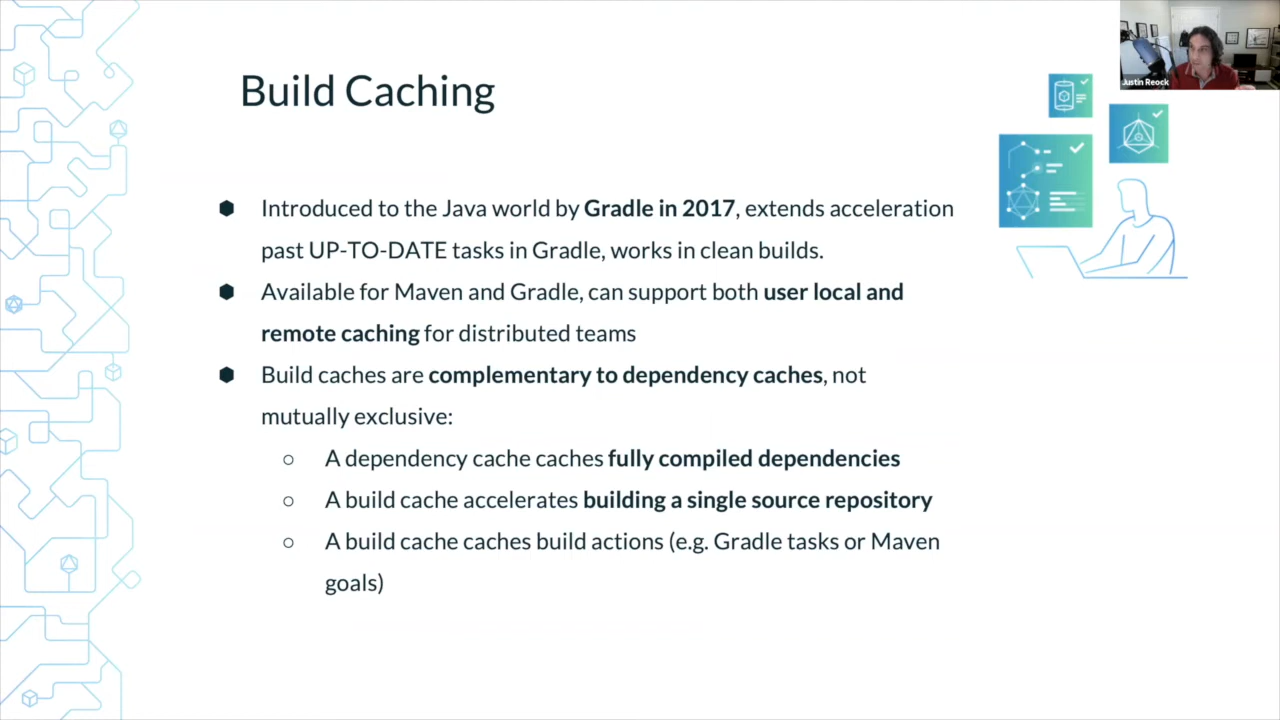 Build Caching
Justin Reock
Introduced to the Java world by Gradle in 2017, extends acceleration
past UP-TO-DATE tasks in Gradle, works in clean builds.
Available for Maven and Gradle, can support both user local and
remote caching for distributed teams
Build caches are complementary to dependency caches, not
mutually exclusive:
A dependency cache caches fully compiled dependencies
A build cache accelerates building a single source repository
A build cache caches build actions (e.g. Gradle tasks or Maven
goals)